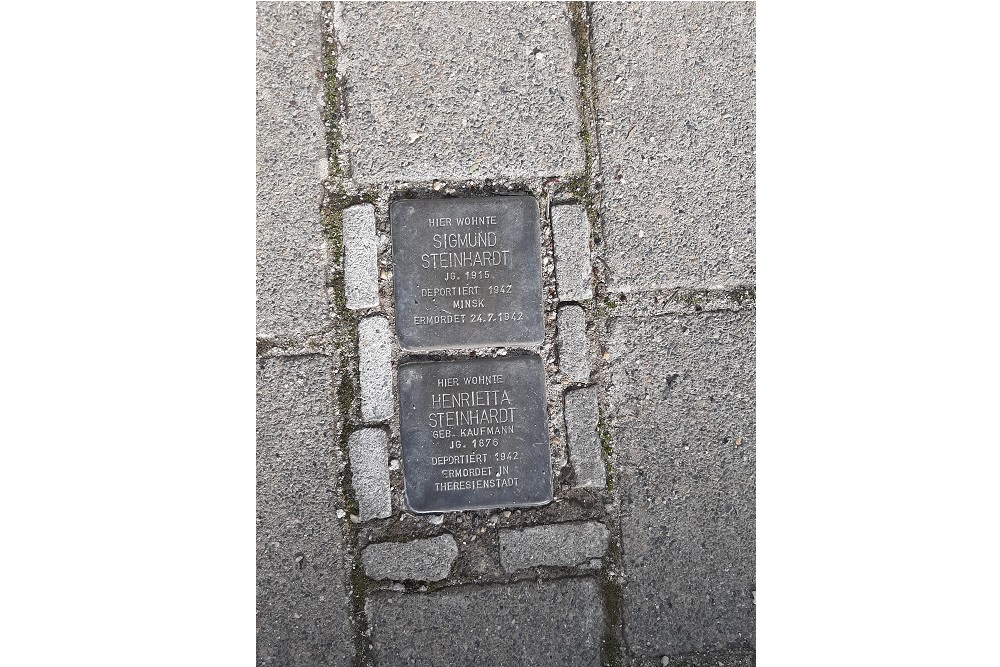 HIER WOHNTE
SIGMUND
STEINHARDT
JG. 1915
DEPORTIERT 1942
MINSK
ERMORDET 24.7.1942
HIER WOHNTE
HENRIETTA
STEINHARDT
GEB. KAUFMANN
JG. 1876
DEPORTIERT 1942
ERMORDET IN
THERESIENSTADT